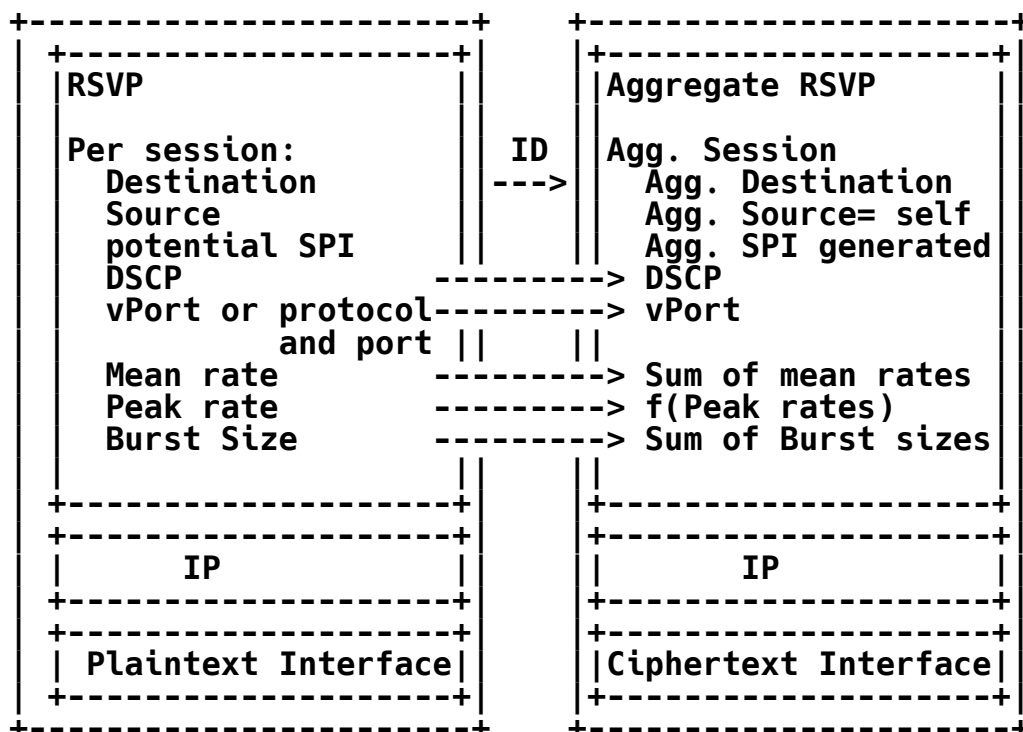 +-----------------------+    +-----------------------+
| +---------------------+|    |+---------------------+|
| |RSVP                 ||    ||Aggregate RSVP       ||
| |                     ||    ||                     ||
| |Per session:         || ID ||Agg. Session         ||
| |  Destination        ||--->||  Agg. Destination   ||
| |  Source             ||    ||  Agg. Source= self  ||
| |  potential SPI      ||    ||  Agg. SPI generated||
| |  DSCP              ---------> DSCP               ||
| |  vPort or protocol---------> vPort               ||
| |           and port ||    ||                      ||
| |  Mean rate         ---------> Sum of mean rates  ||
| |  Peak rate         ---------> f(Peak rates)      ||
| |  Burst Size        ---------> Sum of Burst sizes||
| |                     ||    ||                     ||
| +---------------------+|    |+---------------------+|
| +---------------------+|    |+---------------------+|
| |      IP             ||    ||       IP            ||
| +---------------------+|    |+---------------------+|
| +---------------------+|    |+---------------------+|
| | Plaintext Interface||    ||Ciphertext Interface||
| +---------------------+|    |+---------------------+|
+-----------------------+    +-----------------------+